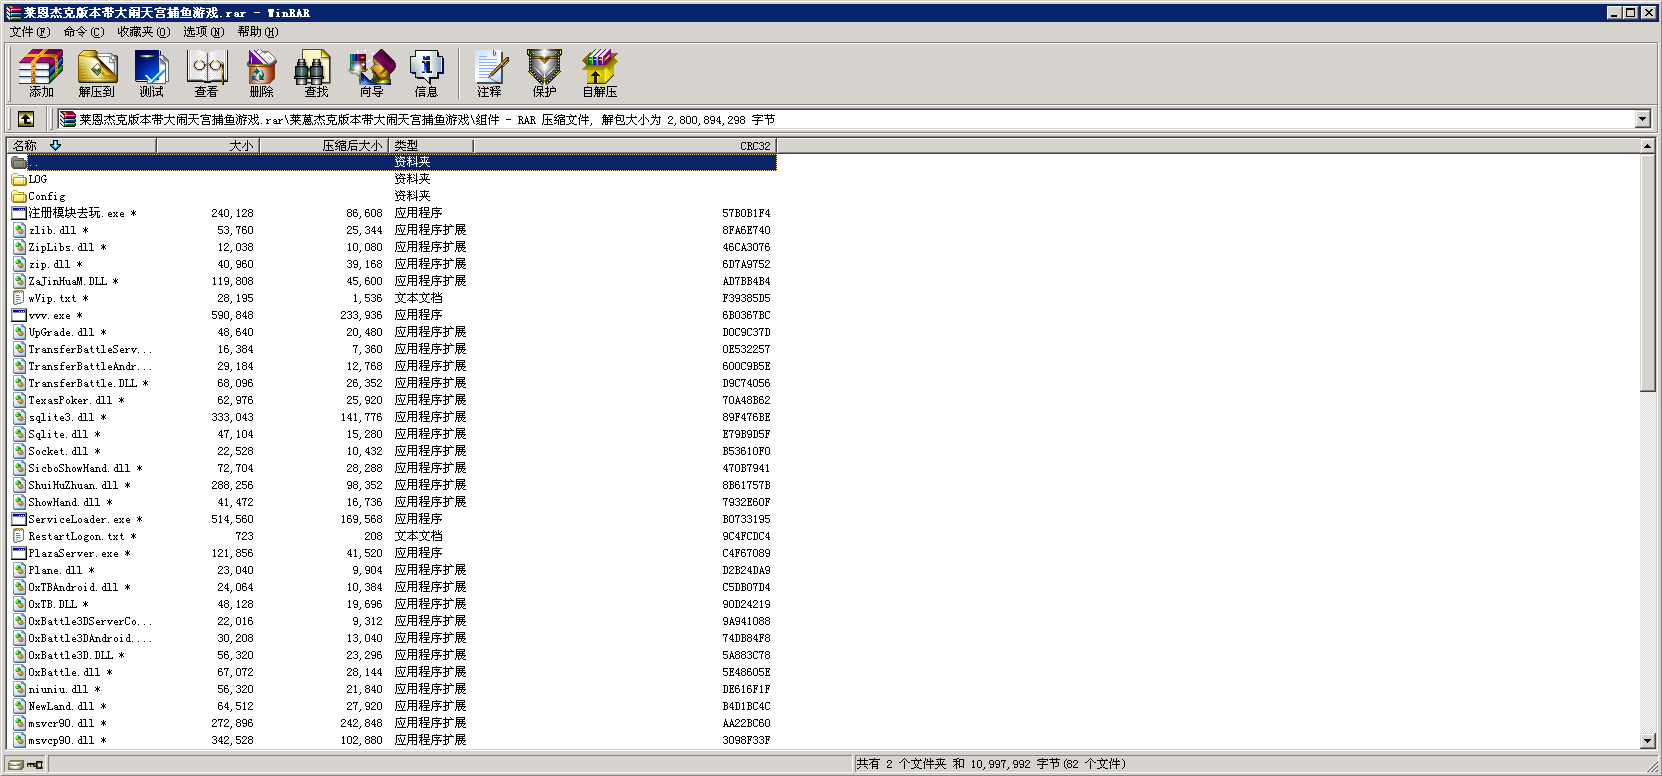 莱恩杰克版本带大闹天宫捕鱼游戏.rar - WinRAR
文件(F) 命令(C) 收藏夹(O) 选项(N) 帮助(H)
添加 解压到 测试 查看 删除 查找 向导 信息 注释 保护 自解压
莱恩杰克版本带大闹天宫捕鱼游戏.rar\莱恩杰克版本带大闹天宫捕鱼游戏\组件 - RAR 压缩文件, 解包大小为 2,800,894,298 字节
名称 大小 压缩后大小 类型 CRC32
.. 资料夹
LOG 资料夹
Config 资料夹
注册模块去玩.exe * 240,128 86,608 应用程序 57B0B1F4
zlib.dll * 53,760 25,344 应用程序扩展 8FA6E740
ZipLibs.dll * 12,038 10,080 应用程序扩展 46CA3076
zip.dll * 40,960 39,168 应用程序扩展 6D7A9752
ZaJinHuaM.DLL * 119,808 45,600 应用程序扩展 AD7BB4B4
wVip.txt * 28,195 1,536 文本文档 F39385D5
vvv.exe * 590,848 233,936 应用程序 6B0367BC
UpGrade.dll * 48,640 20,480 应用程序扩展 D0C9C37D
TransferBattleServ... 16,384 7,360 应用程序扩展 0E532257
TransferBattleAndr... 29,184 12,768 应用程序扩展 600C9B5E
TransferBattle.DLL * 68,096 26,352 应用程序扩展 D9C74056
TexasPoker.dll * 62,976 25,920 应用程序扩展 70A48B62
sqlite3.dll * 333,043 141,776 应用程序扩展 89F476BE
Sqlite.dll * 47,104 15,280 应用程序扩展 E79B9D5F
Socket.dll * 22,528 10,432 应用程序扩展 B53610F0
SicboShowHand.dll * 72,704 28,288 应用程序扩展 470B7941
ShuiHuZhuan.dll * 288,256 98,352 应用程序扩展 8B61757B
ShowHand.dll * 41,472 16,736 应用程序扩展 7932E60F
ServiceLoader.exe * 514,560 169,568 应用程序 B0733195
RestartLogon.txt * 723 208 文本文档 9C4FCDC4
PlazaServer.exe * 121,856 41,520 应用程序 C4F67089
Plane.dll * 23,040 9,904 应用程序扩展 D2B24DA9
OxTBAndroid.dll * 24,064 10,384 应用程序扩展 C5DB07D4
OxTB.DLL * 48,128 19,696 应用程序扩展 90D24219
OxBattle3DServerCo... 22,016 9,312 应用程序扩展 9A941088
OxBattle3DAndroid.... 30,208 13,040 应用程序扩展 74DB84F8
OxBattle3D.DLL * 56,320 23,296 应用程序扩展 5A883C78
OxBattle.dll * 67,072 28,144 应用程序扩展 5E48605E
niuniu.dll * 56,320 21,840 应用程序扩展 DE616F1F
NewLand.dll * 64,512 27,920 应用程序扩展 B4D1BC4C
msvcr90.dll * 272,896 242,848 应用程序扩展 AA22BC60
msvcp90.dll * 342,528 102,880 应用程序扩展 3098F33F
共有 2 个文件夹 和 10,997,992 字节(82 个文件)